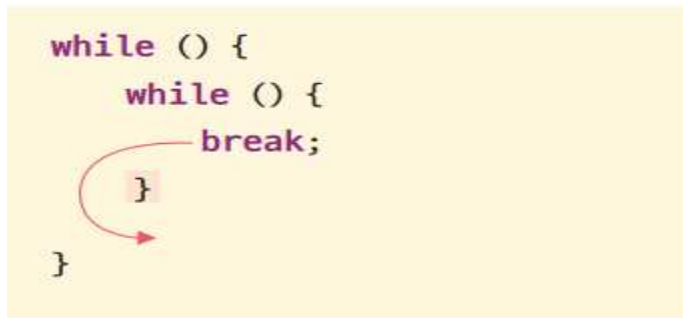 while () {
while () {
break;
}
}